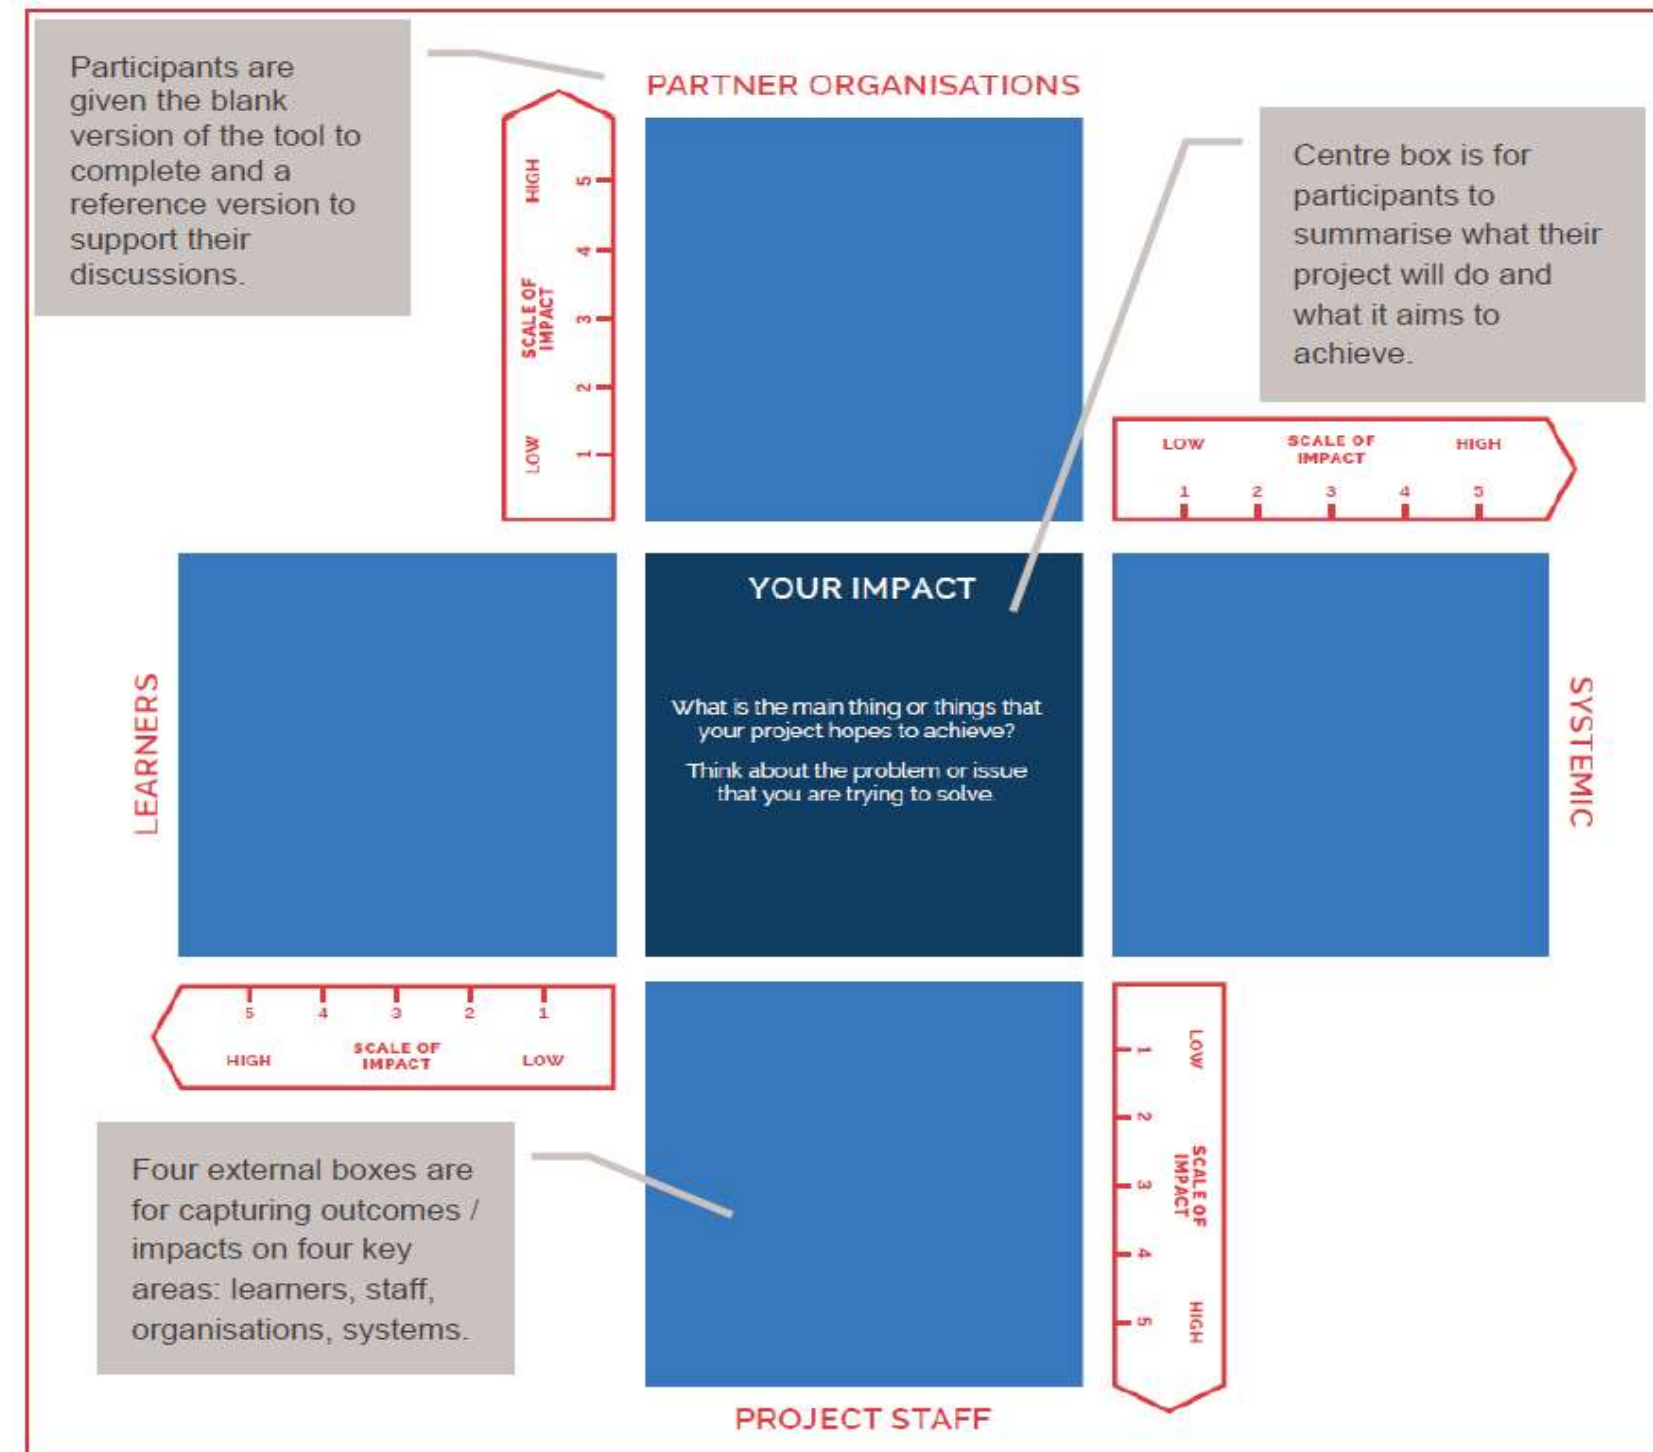 Participants are
given the blank
version of the tool to
complete and a
reference version to
support their
discussions.
PARTNER ORGANISATIONS
HIGH
SCALE OF
IMPACT
LOW
5
4
3
2
1
Centre box is for
participants to
summarise what their
project will do and
what it aims to
achieve.
LOW SCALE OF HIGH
IMPACT
1 2 3 4 5
LEARNERS
YOUR IMPACT
What is the main thing or things that
your project hopes to achieve?
Think about the problem or issue
that you are trying to solve.
SYSTEMIC
5 4 3 2 1
HIGH SCALE OF LOW
IMPACT
Four external boxes are
for capturing outcomes /
impacts on four key
areas: learners, staff,
organisations, systems.
LOW
SCALE OF
IMPACT
HIGH
1
2
3
4
5
PROJECT STAFF